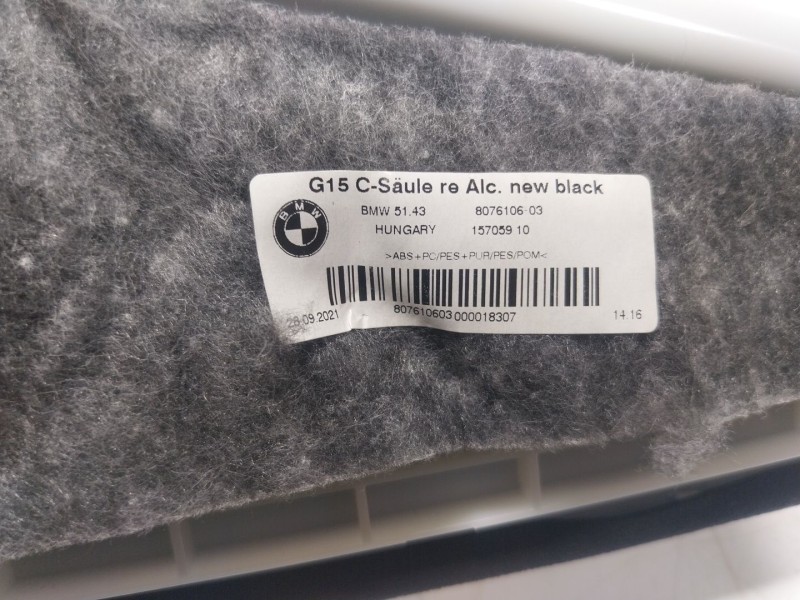 G15 C-Säule re Alc. new black
BMW
BMW 51.43 8076106-03
HUNGARY 157059 10
>ABS+PC/PES+PUR/PES/POM<
28.09.2021 807610603 000018307 14:16